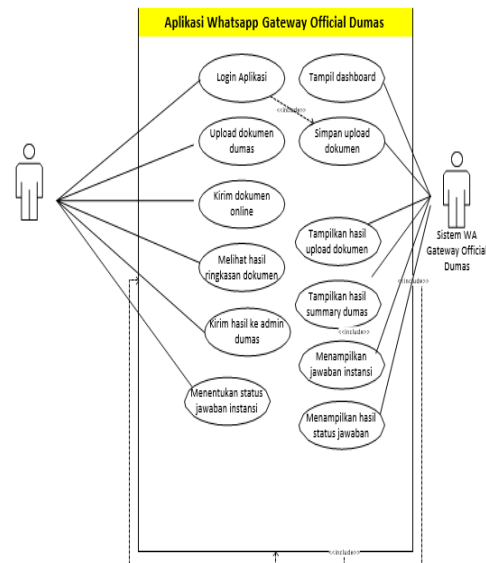 Aplikasi Whatsapp Gateway Official Dumas
Login Aplikasi
Tampil dashboard
<<include>>
Upload dokumen
dumas
Simpan upload
dokumen
Kirim dokumen
online
Tampilkan hasil
upload dokumen
Sistem WA
Gateway Official
Dumas
Melihat hasil
ringkasan dokumen
<<include>>
Tampilkan hasil
summary dumas
Kirim hasil ke admin
dumas
<<include>>
Menampilkan
jawaban instansi
Menentukan status
jawaban instansi
Menampilkan hasil
status jawaban
<<include>>